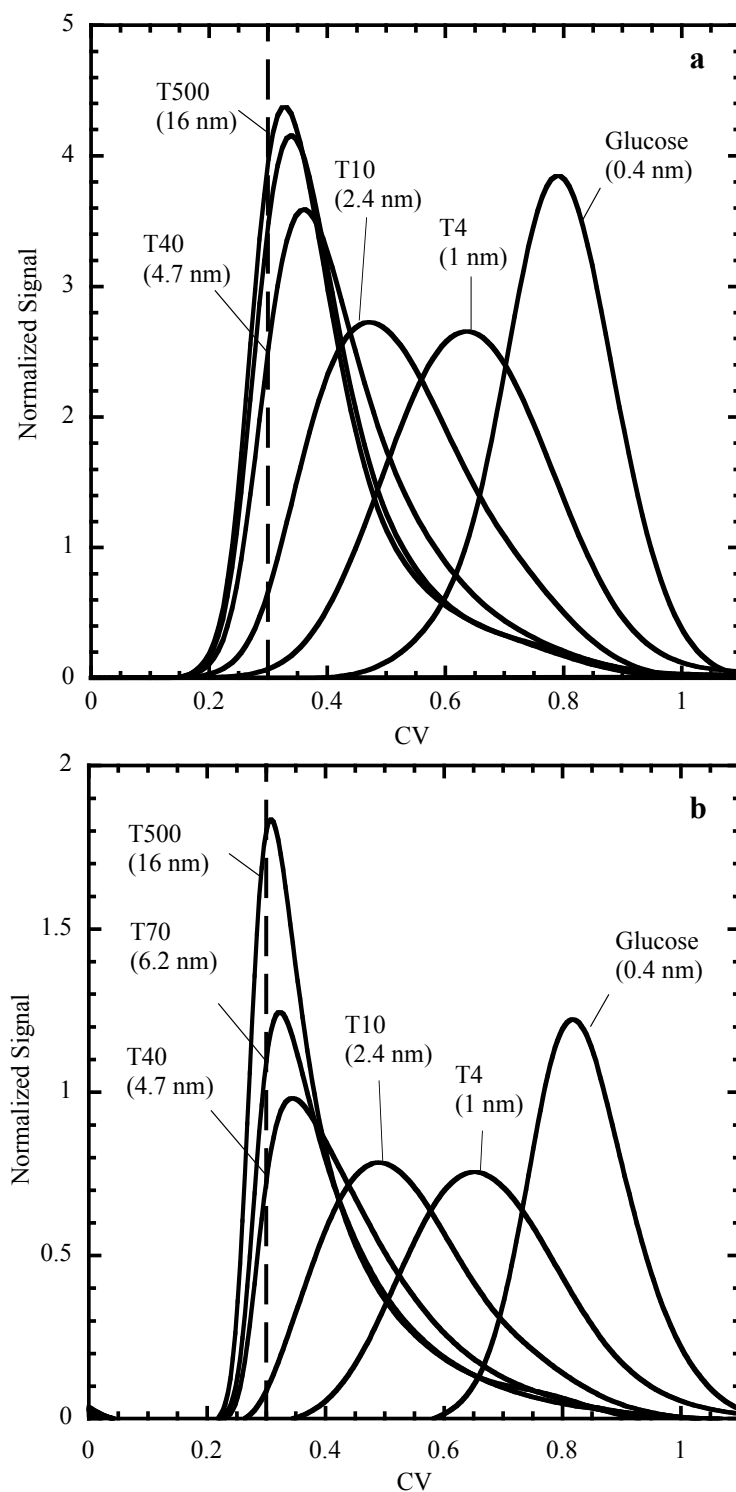 a
5
4
3
2
1
0
Normalized Signal
T500
(16 nm)
T40
(4.7 nm)
T10
(2.4 nm)
T4
(1 nm)
Glucose
(0.4 nm)
0 0.2 0.4 0.6 0.8 1
CV
b
2
1.5
1
0.5
0
Normalized Signal
T500
(16 nm)
T70
(6.2 nm)
T40
(4.7 nm)
T10
(2.4 nm)
T4
(1 nm)
Glucose
(0.4 nm)
0 0.2 0.4 0.6 0.8 1
CV